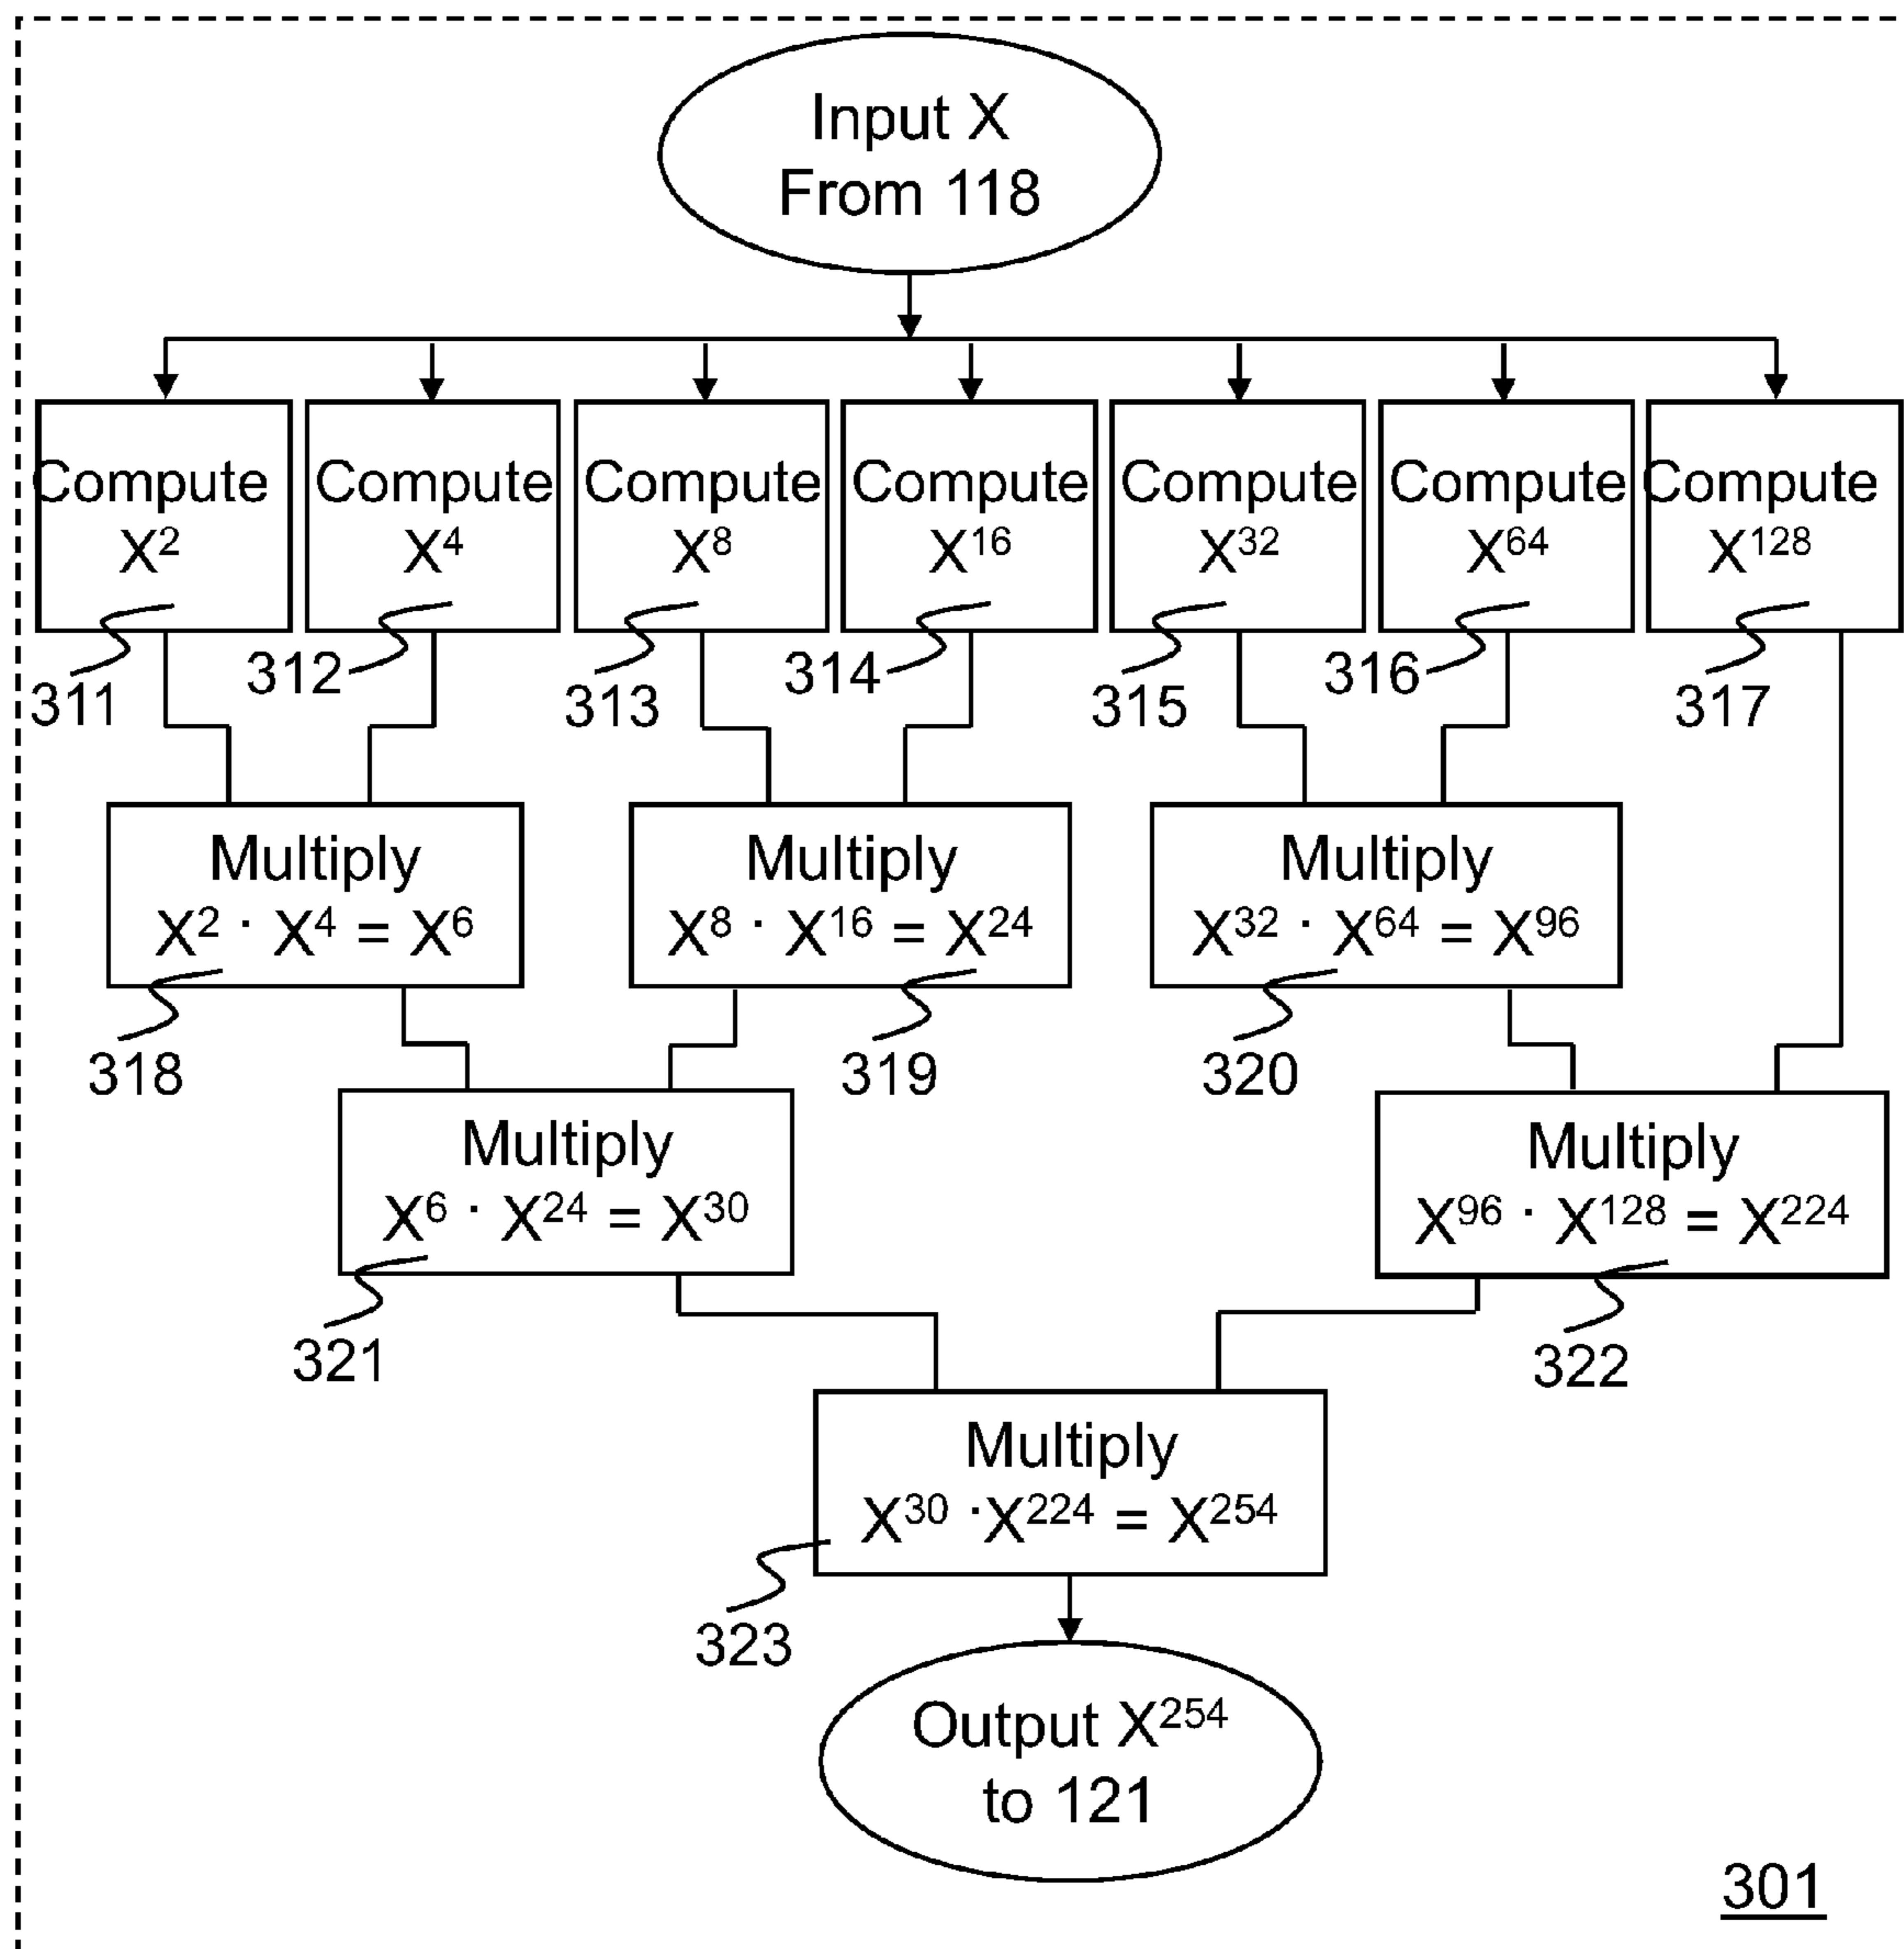 Input X
From 118
Compute
X²
Compute
X⁴
Compute
X⁸
Compute
X¹⁶
Compute
X³²
Compute
X⁶⁴
Compute
X¹²⁸
311
312
313
314
315
316
317
Multiply
X² · X⁴ = X⁶
Multiply
X⁸ · X¹⁶ = X²⁴
Multiply
X³² · X⁶⁴ = X⁹⁶
318
319
320
Multiply
X⁶ · X²⁴ = X³⁰
Multiply
X⁹⁶ · X¹²⁸ = X²²⁴
321
322
Multiply
X³⁰ ·X²²⁴ = X²⁵⁴
323
Output X²⁵⁴
to 121
301